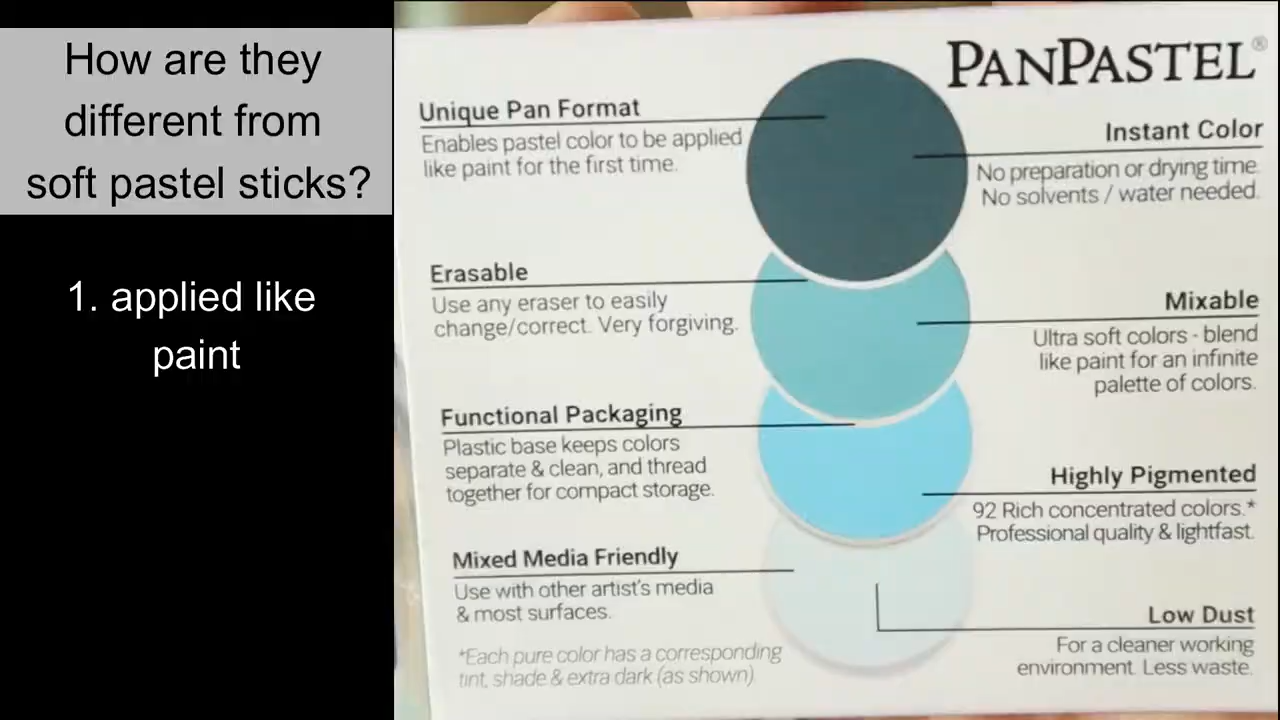 How are they
different from
soft pastel sticks?
1. applied like
paint
PANPASTEL®
Unique Pan Format
Enables pastel color to be applied
like paint for the first time.
Instant Color
No preparation or drying time.
No solvents / water needed.
Erasable
Use any eraser to easily
change/correct. Very forgiving.
Mixable
Ultra soft colors - blend
like paint for an infinite
palette of colors.
Functional Packaging
Plastic base keeps colors
separate & clean, and thread
together for compact storage.
Highly Pigmented
92 Rich concentrated colors.*
Professional quality & lightfast.
Mixed Media Friendly
Use with other artist's media
& most surfaces.
Low Dust
For a cleaner working
environment. Less waste.
*Each pure color has a corresponding
tint, shade & extra dark (as shown)